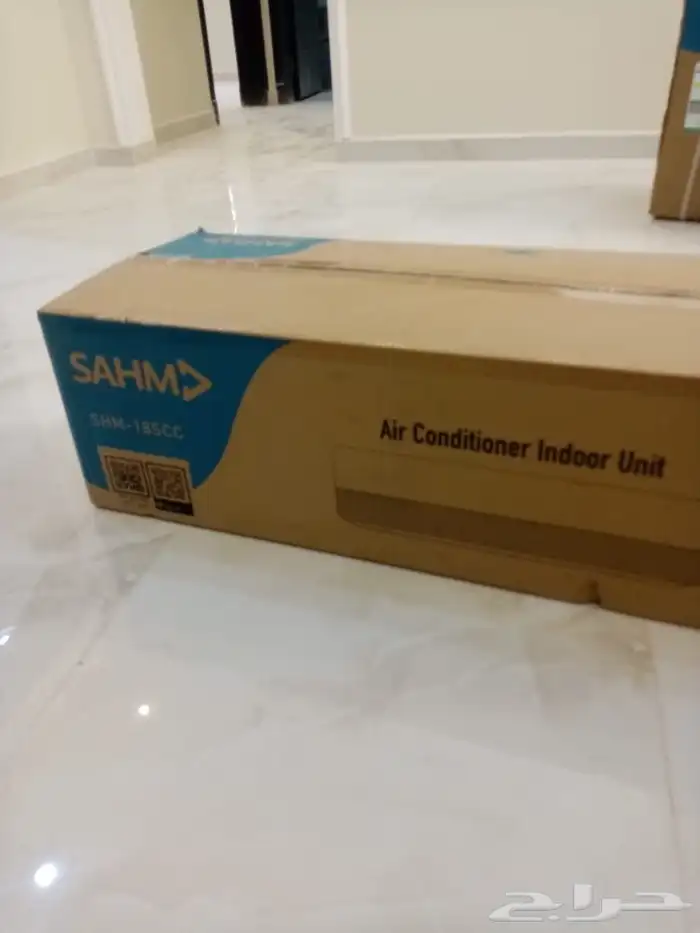 SAHM
SHM-18SCC
Air Conditioner Indoor Unit
حراج